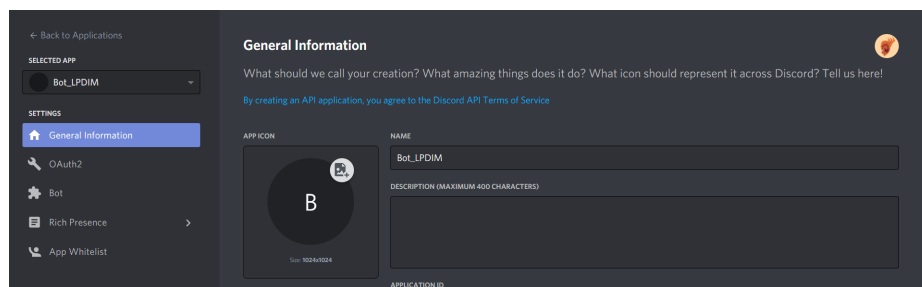 ← Back to Applications
SELECTED APP
Bot_LPDIM
SETTINGS
General Information
OAuth2
Bot
Rich Presence
App Whitelist
General Information
What should we call your creation? What amazing things does it do? What icon should represent it across Discord? Tell us here!
By creating an API application, you agree to the Discord API Terms of Service
APP ICON
B
Size: 1024x1024
NAME
Bot_LPDIM
DESCRIPTION (MAXIMUM 400 CHARACTERS)
APPLICATION ID